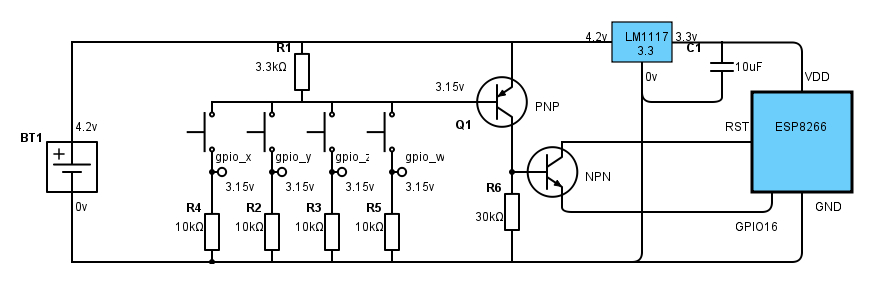 4.2v
LM1117
3.3
3.3v
C1
R1
3.3kΩ
10uF
0v
VDD
3.15v
PNP
Q1
4.2v
BT1
RST
ESP8266
gpio_x
gpio_y
gpio_z
gpio_w
3.15v
3.15v
3.15v
3.15v
NPN
R6
30kΩ
0v
R4
R2
R3
R5
10kΩ
10kΩ
10kΩ
10kΩ
GND
GPIO16